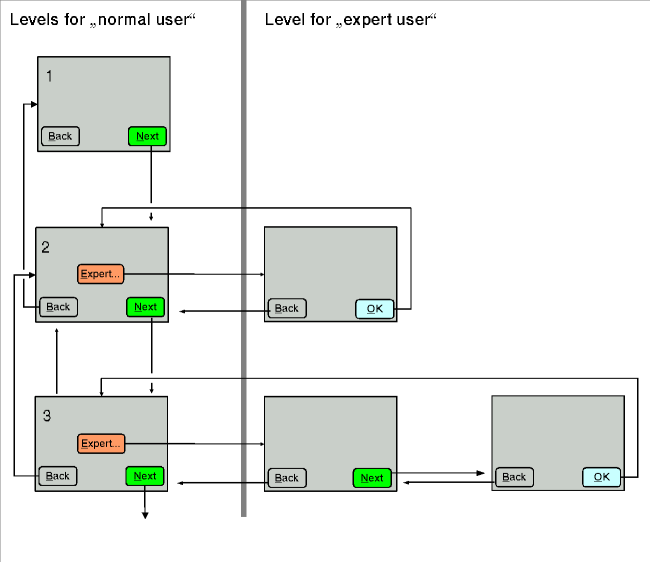 Levels for „normal user“
Level for „expert user“
1
Back
Next
2
Expert...
Back
Next
Back
OK
3
Expert...
Back
Next
Back
Next
Back
OK